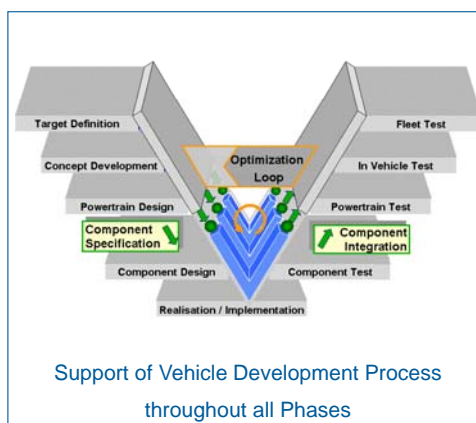 Target Definition
Fleet Test
Optimization
Loop
Concept Development
In Vehicle Test
Powertrain Design
Powertrain Test
Component
Specification
Component
Integration
Component Design
Component Test
Realisation / Implementation
Support of Vehicle Development Process
throughout all Phases